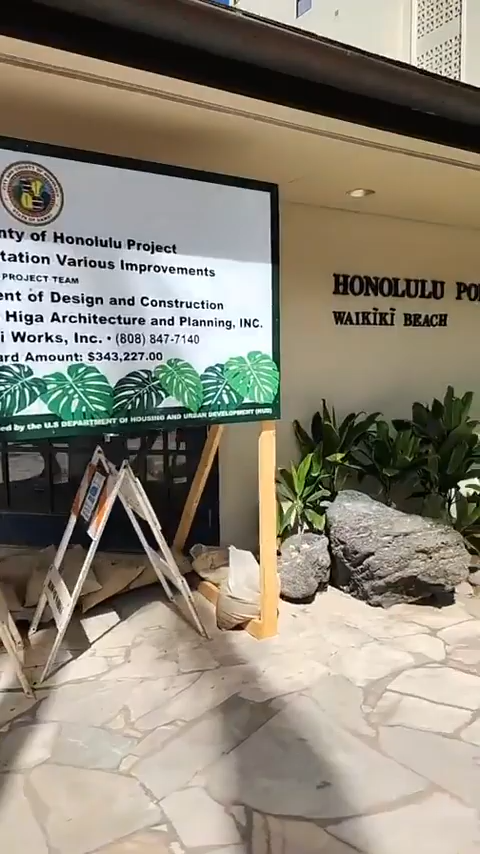 nty of Honolulu Project
tation Various Improvements
PROJECT TEAM
ent of Design and Construction
Higa Architecture and Planning, INC.
i Works, Inc. • (808) 847-7140
ard Amount: $343,227.00
ed by the U.S DEPARTMENT OF HOUSING AND URBAN DEVELOPMENT (HUD)
HONOLULU PO
WAIKĪKĪ BEACH